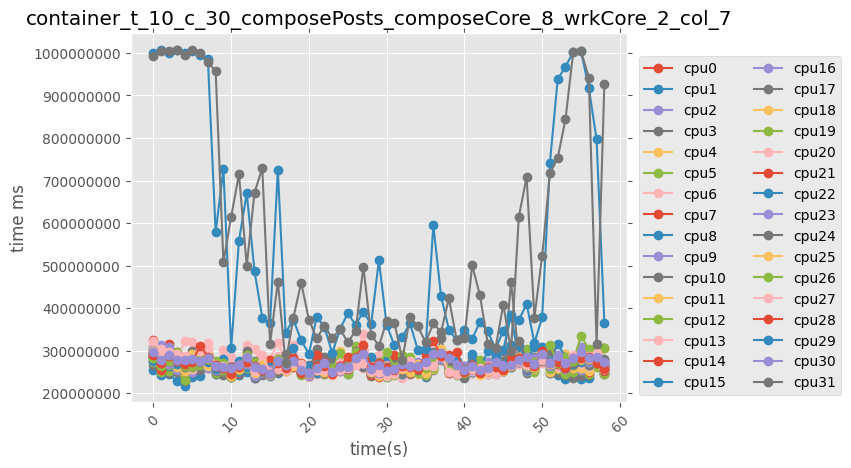 container_t_10_c_30_composePosts_composeCore_8_wrkCore_2_col_7
time ms
1000000000
900000000
800000000
700000000
600000000
500000000
400000000
300000000
200000000
0
10
20
30
40
50
60
time(s)
cpu0
cpu1
cpu2
cpu3
cpu4
cpu5
cpu6
cpu7
cpu8
cpu9
cpu10
cpu11
cpu12
cpu13
cpu14
cpu15
cpu16
cpu17
cpu18
cpu19
cpu20
cpu21
cpu22
cpu23
cpu24
cpu25
cpu26
cpu27
cpu28
cpu29
cpu30
cpu31